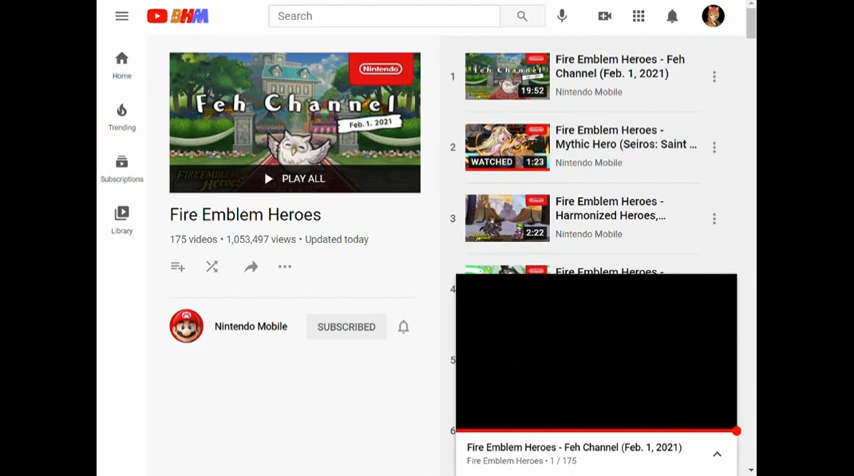 BHM
Search
Home
Trending
Subscriptions
Library
Nintendo
Feh Channel
Feb. 1, 2021
FIRE EMBLEM HEROES
PLAY ALL
Fire Emblem Heroes
175 videos • 1,053,497 views • Updated today
Nintendo Mobile
SUBSCRIBED
1
Feh Channel
19:52
Fire Emblem Heroes - Feh
Channel (Feb. 1, 2021)
Nintendo Mobile
2
WATCHED
1:23
Fire Emblem Heroes -
Mythic Hero (Seiros: Saint ...
Nintendo Mobile
3
2:22
Fire Emblem Heroes -
Harmonized Heroes,...
Nintendo Mobile
4
Fire Emblem Heroes -
5
6
Fire Emblem Heroes - Feh Channel (Feb. 1, 2021)
Fire Emblem Heroes • 1 / 175